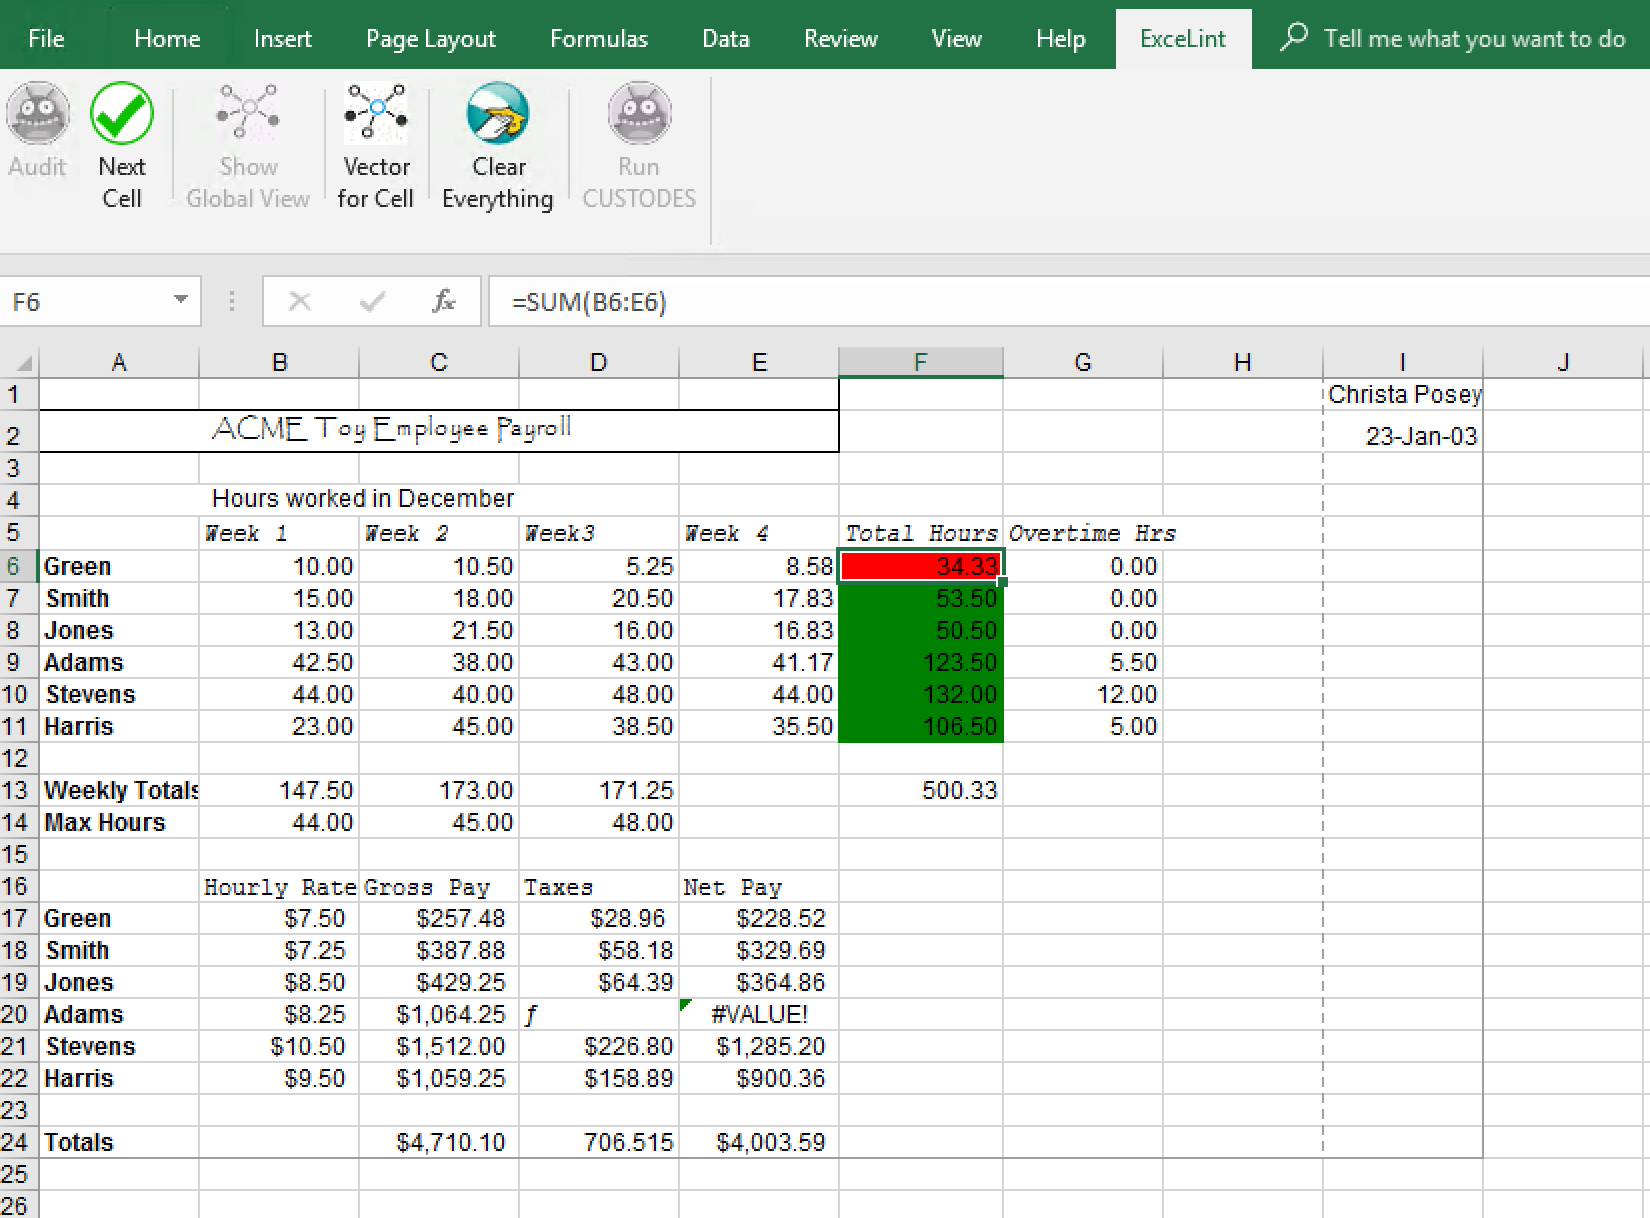 File Home Insert Page Layout Formulas Data Review View Help ExceLint Tell me what you want to do
Audit Next Cell Show Global View Vector for Cell Clear Everything Run CUSTODES
F6 fx =SUM(B6:E6)
A B C D E F G H I J
1 Christa Posey
2 ACME Toy Employee Payroll 23-Jan-03
3
4 Hours worked in December
5 Week 1 Week 2 Week3 Week 4 Total Hours Overtime Hrs
6 Green 10.00 10.50 5.25 8.58 34.33 0.00
7 Smith 15.00 18.00 20.50 17.83 53.50 0.00
8 Jones 13.00 21.50 16.00 16.83 50.50 0.00
9 Adams 42.50 38.00 43.00 41.17 123.50 5.50
10 Stevens 44.00 40.00 48.00 44.00 132.00 12.00
11 Harris 23.00 45.00 38.50 35.50 106.50 5.00
12
13 Weekly Totals 147.50 173.00 171.25 500.33
14 Max Hours 44.00 45.00 48.00
15
16 Hourly Rate Gross Pay Taxes Net Pay
17 Green $7.50 $257.48 $28.96 $228.52
18 Smith $7.25 $387.88 $58.18 $329.69
19 Jones $8.50 $429.25 $64.39 $364.86
20 Adams $8.25 $1,064.25 ƒ #VALUE!
21 Stevens $10.50 $1,512.00 $226.80 $1,285.20
22 Harris $9.50 $1,059.25 $158.89 $900.36
23
24 Totals $4,710.10 706.515 $4,003.59
25
26